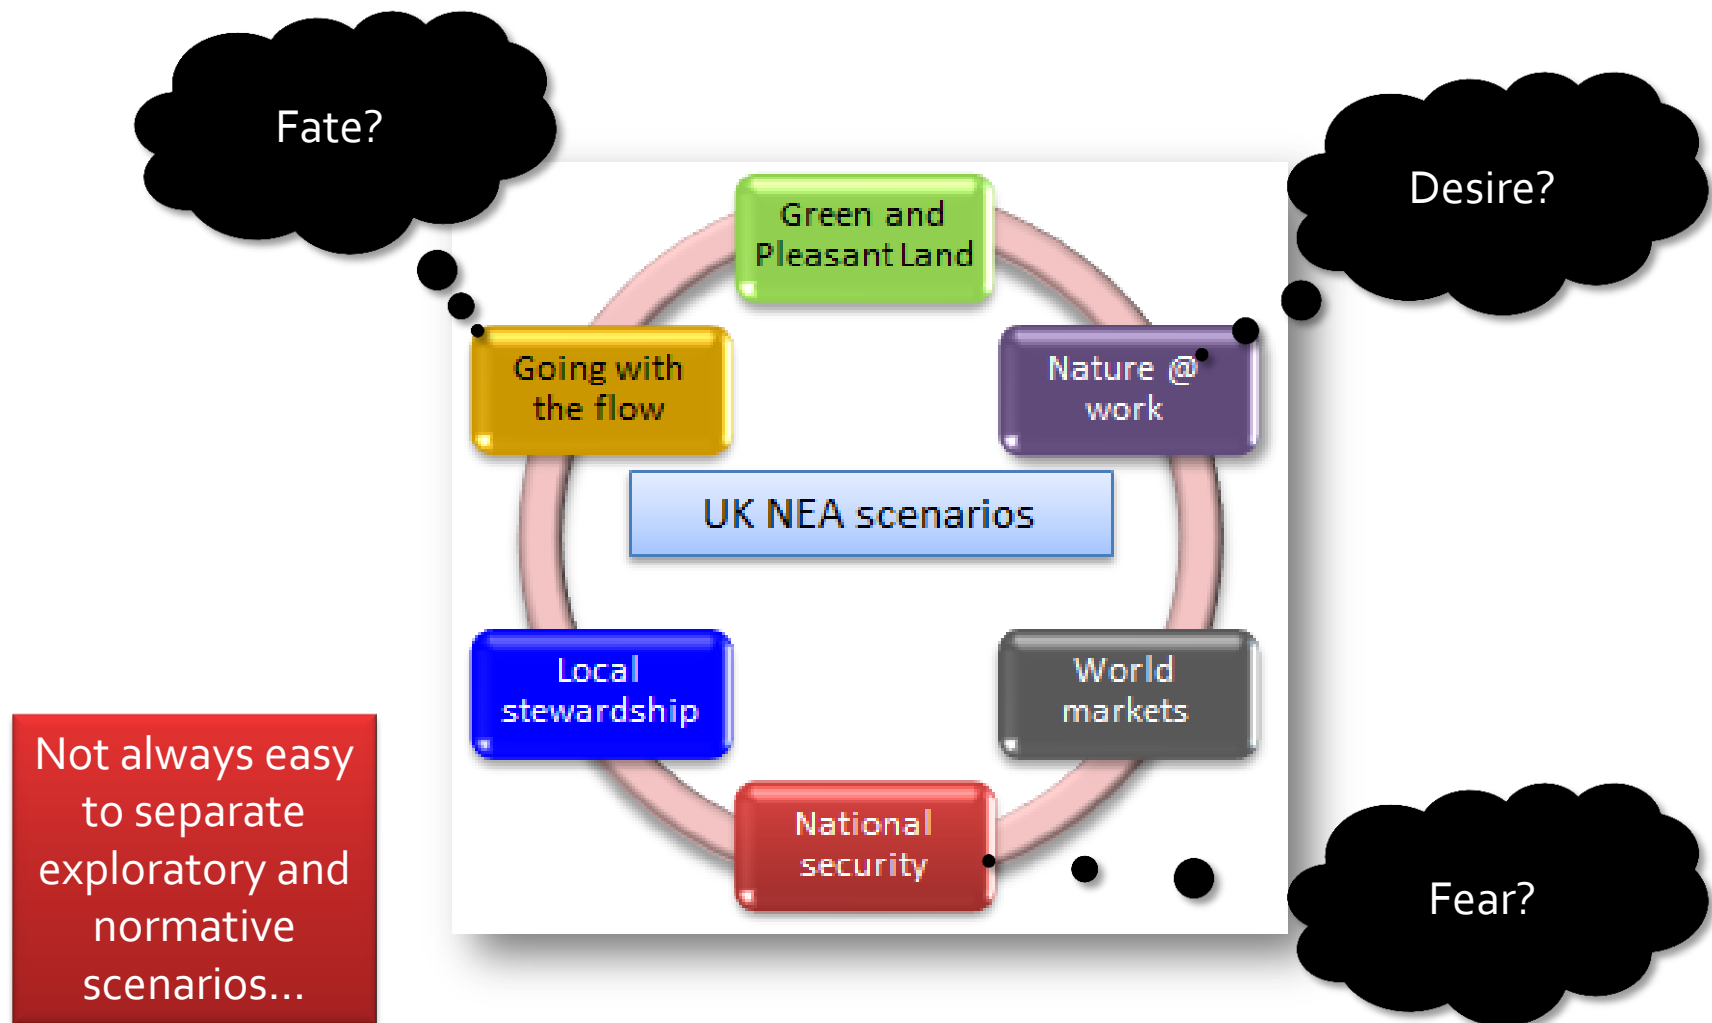 Fate?
Desire?
Green and
Pleasant Land
Going with
the flow
Nature @
work
UK NEA scenarios
Local
stewardship
World
markets
National
security
Not always easy
to separate
exploratory and
normative
scenarios...
Fear?